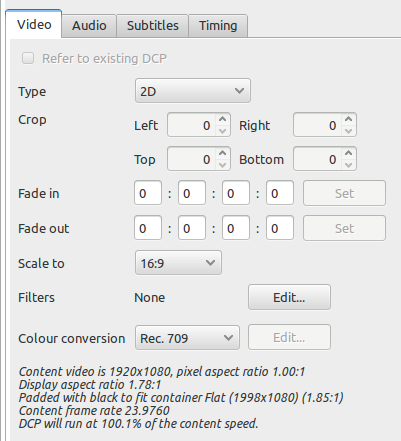 Video Audio Subtitles Timing
Refer to existing DCP
Type 2D
Crop Left 0 Right 0
Top 0 Bottom 0
Fade in 0 : 0 : 0 : 0 Set
Fade out 0 : 0 : 0 : 0 Set
Scale to 16:9
Filters None Edit...
Colour conversion Rec. 709 Edit...
Content video is 1920x1080, pixel aspect ratio 1.00:1
Display aspect ratio 1.78:1
Padded with black to fit container Flat (1998x1080) (1.85:1)
Content frame rate 23.9760
DCP will run at 100.1% of the content speed.